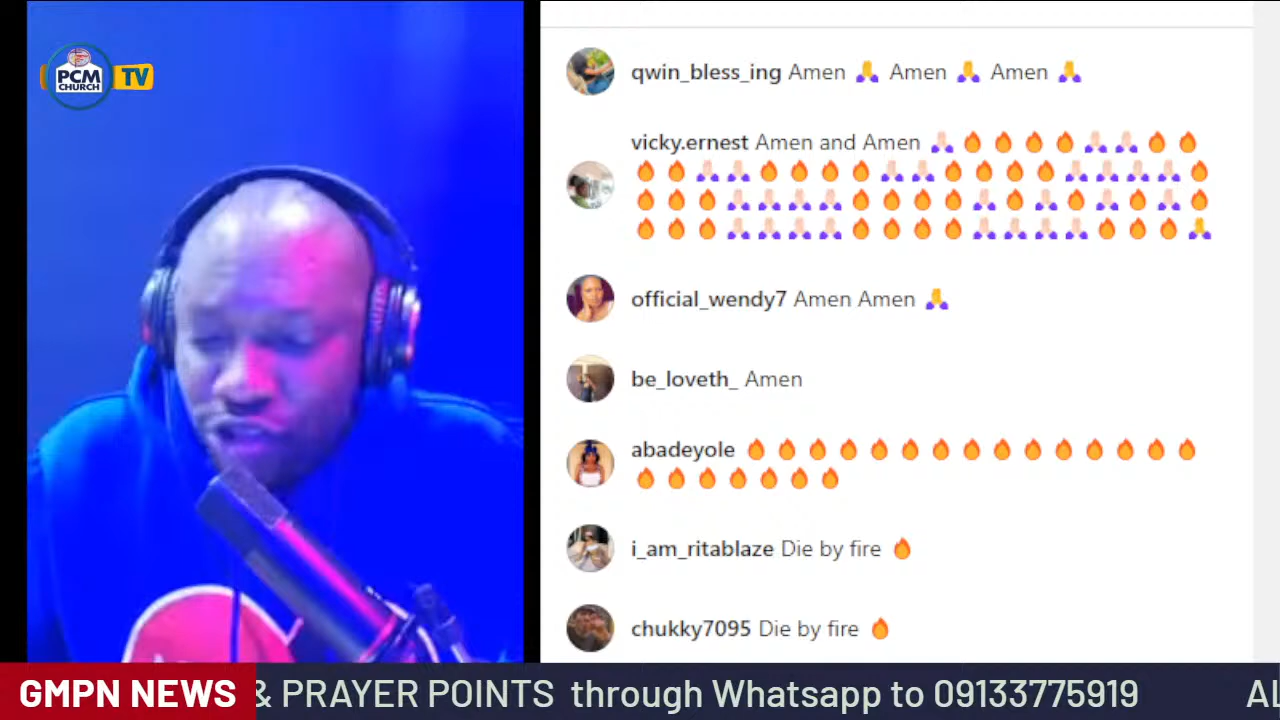 PCM
CHURCH
TV
qwin_bless_ing Amen 🙏 Amen 🙏 Amen 🙏
vicky.ernest Amen and Amen 🙏🏻🔥🔥🔥🔥🙏🏻🙏🏻🔥🔥
🔥🔥🙏🏻🙏🏻🔥🔥🔥🔥🙏🏻🙏🏻🔥🔥🔥🔥🙏🏻🙏🏻🙏🏻🙏🏻🔥
🔥🔥🔥🙏🏻🙏🏻🙏🏻🙏🏻🔥🔥🔥🔥🙏🏻🔥🙏🏻🔥🙏🏻🔥🙏🏻🔥
🔥🔥🔥🙏🏻🙏🏻🙏🏻🙏🏻🔥🔥🔥🔥🙏🏻🙏🏻🙏🏻🙏🏻🔥🔥🔥🙏
official_wendy7 Amen Amen 🙏
be_loveth_ Amen
abadeyole 🔥🔥🔥🔥🔥🔥🔥🔥🔥🔥🔥🔥🔥🔥🔥
🔥🔥🔥🔥🔥🔥🔥
i_am_ritablaze Die by fire 🔥
chukky7095 Die by fire 🔥
GMPN NEWS & PRAYER POINTS through Whatsapp to 09133775919 AL